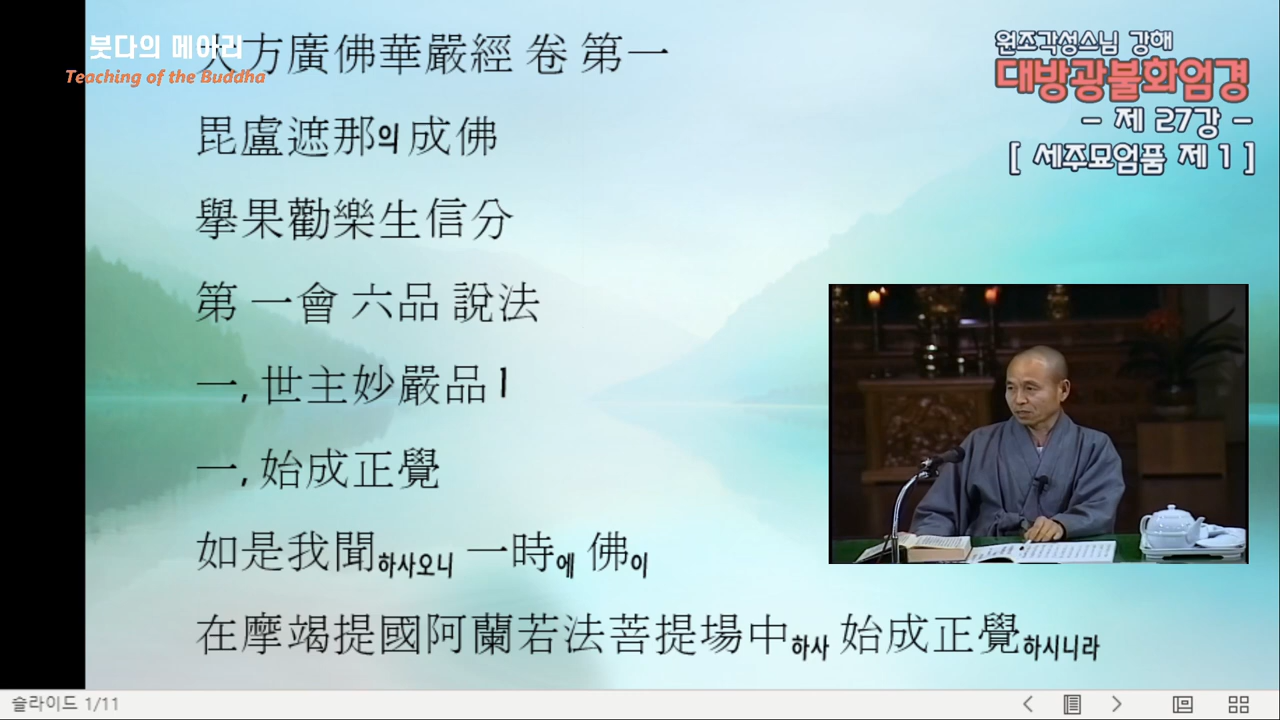 붓다의 메아리
Teaching of the Buddha
大方廣佛華嚴經 卷 第一
毘盧遮那의 成佛
擧果勸樂生信分
第 一會 六品 說法
一, 世主妙嚴品 1
一, 始成正覺
如是我聞하사오니 一時에 佛이
在摩竭提國阿蘭若法菩提場中하사 始成正覺하시니라
원조각성스님 강해
대방광불화엄경
- 제 27강 -
[ 세주묘엄품 제 1 ]
슬라이드 1/11